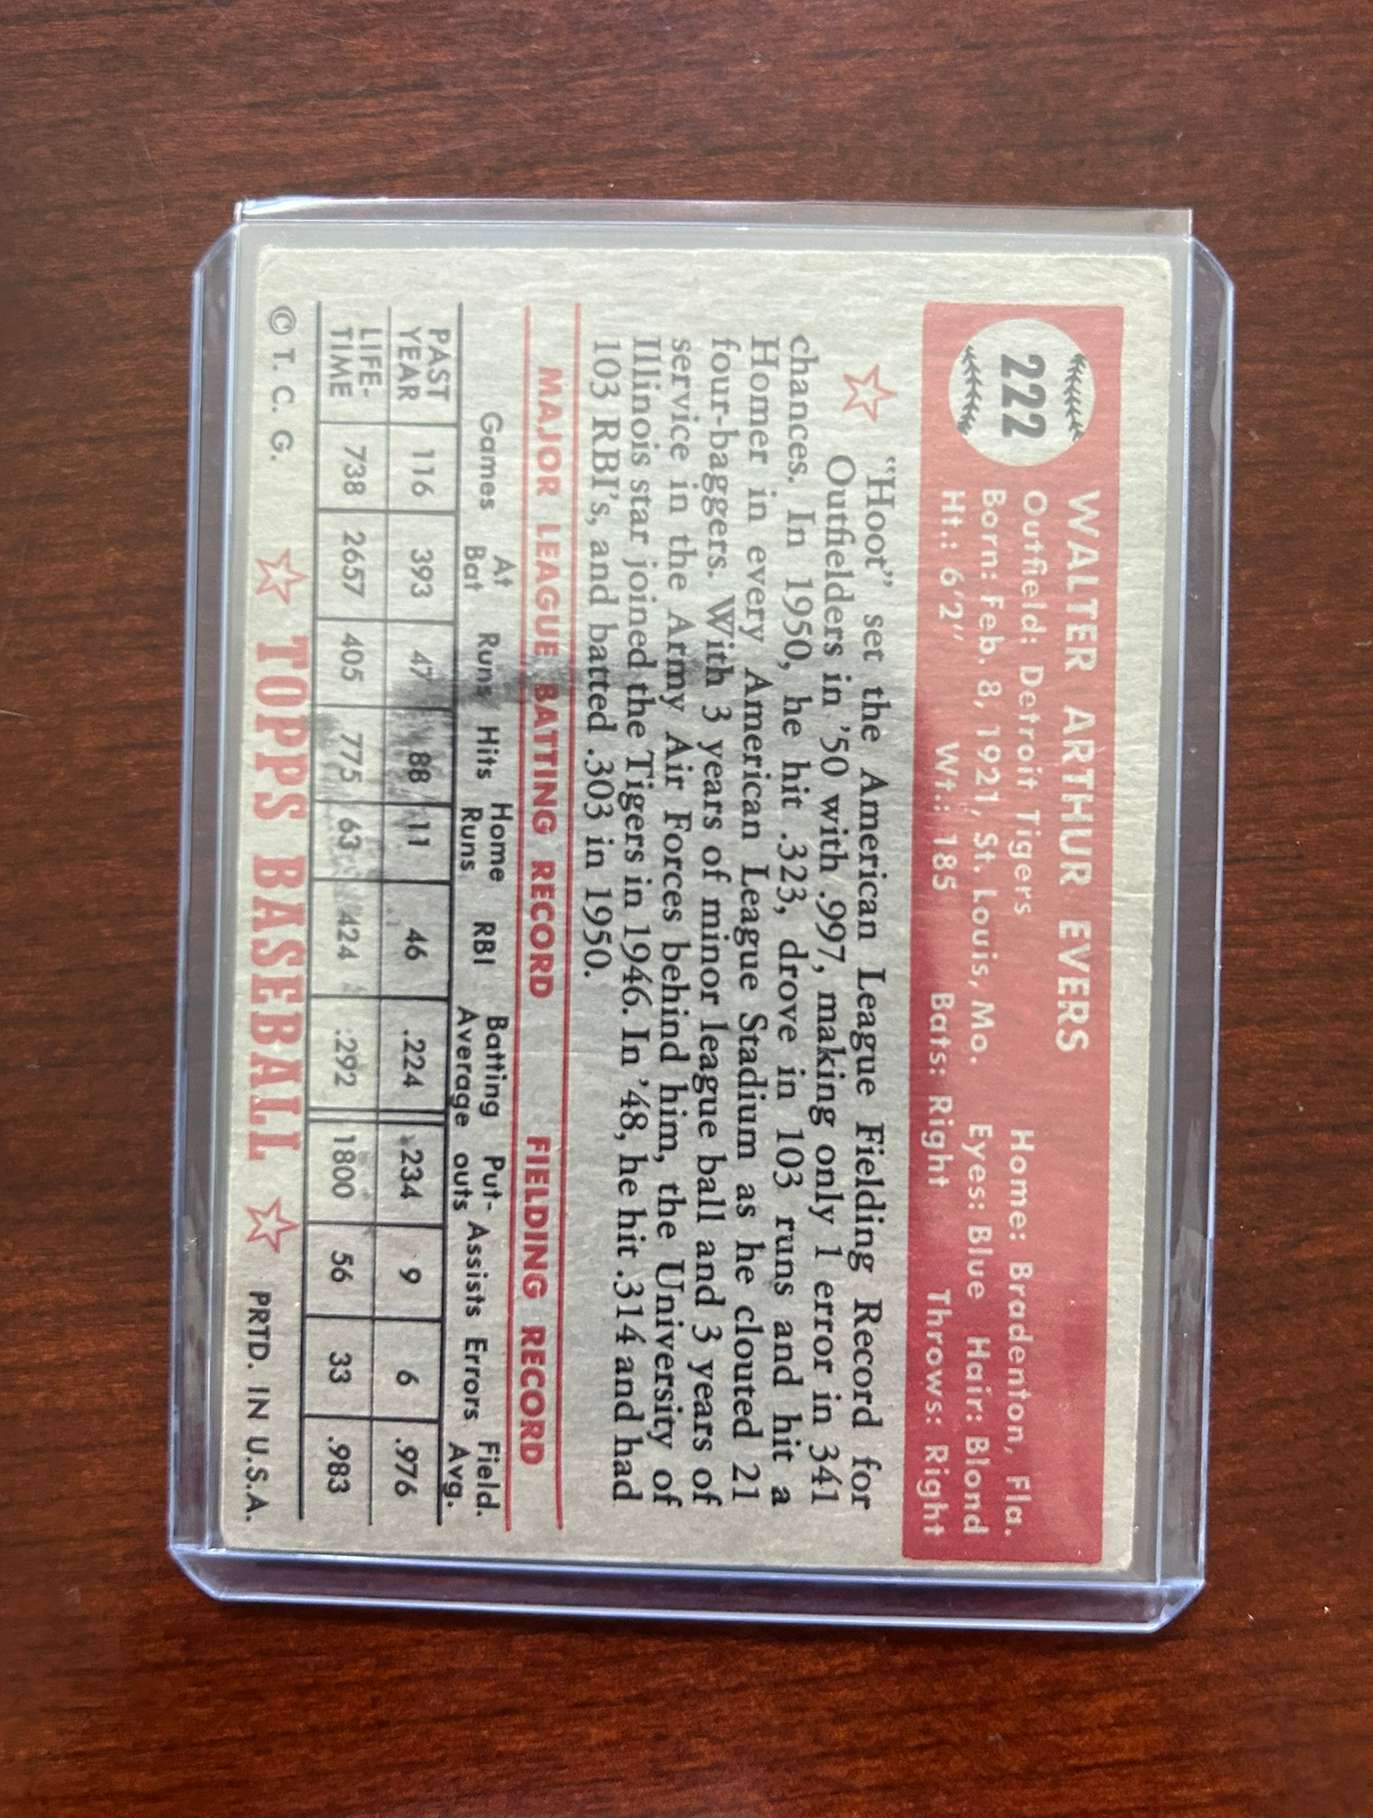 222
WALTER ARTHUR EVERS
Outfield: Detroit Tigers Home: Bradenton, Fla.
Born: Feb. 8, 1921, St. Louis, Mo. Eyes: Blue Hair: Blond
Ht.: 6'2" Wt.: 185 Bats: Right Throws: Right
"Hoot" set the American League Fielding Record for
Outfielders in '50 with .997, making only 1 error in 341
chances. In 1950, he hit .323, drove in 103 runs and hit a
Homer in every American League Stadium as he clouted 21
four-baggers. With 3 years of minor league ball and 3 years of
service in the Army Air Forces behind him, the University of
Illinois star joined the Tigers in 1946. In '48, he hit .314 and had
103 RBI's, and batted .303 in 1950.
MAJOR LEAGUE BATTING RECORD FIELDING RECORD
Games At Bat Runs Hits Home Runs RBI Batting Average Put-outs Assists Errors Field. Avg.
PAST YEAR 116 393 47 88 11 46 .224 234 9 6 .976
LIFE-TIME 738 2657 405 775 63 424 .292 1800 56 33 .983
© T. C. G. TOPPS BASEBALL PRTD. IN U.S.A.